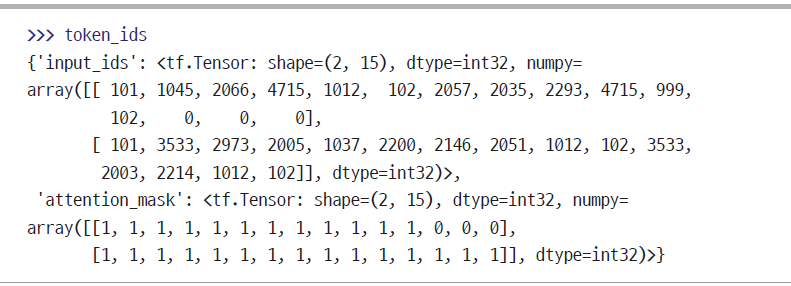 >>> token_ids
{'input_ids': <tf.Tensor: shape=(2, 15), dtype=int32, numpy=
array([[ 101, 1045, 2066, 4715, 1012,  102, 2057, 2035, 2293, 4715, 999,
         102,    0,    0,    0],
       [ 101, 3533, 2973, 2005, 1037, 2200, 2146, 2051, 1012, 102, 3533,
        2003, 2214, 1012, 102]], dtype=int32)>,
 'attention_mask': <tf.Tensor: shape=(2, 15), dtype=int32, numpy=
array([[1, 1, 1, 1, 1, 1, 1, 1, 1, 1, 1, 1, 0, 0, 0],
       [1, 1, 1, 1, 1, 1, 1, 1, 1, 1, 1, 1, 1, 1, 1]], dtype=int32)>}